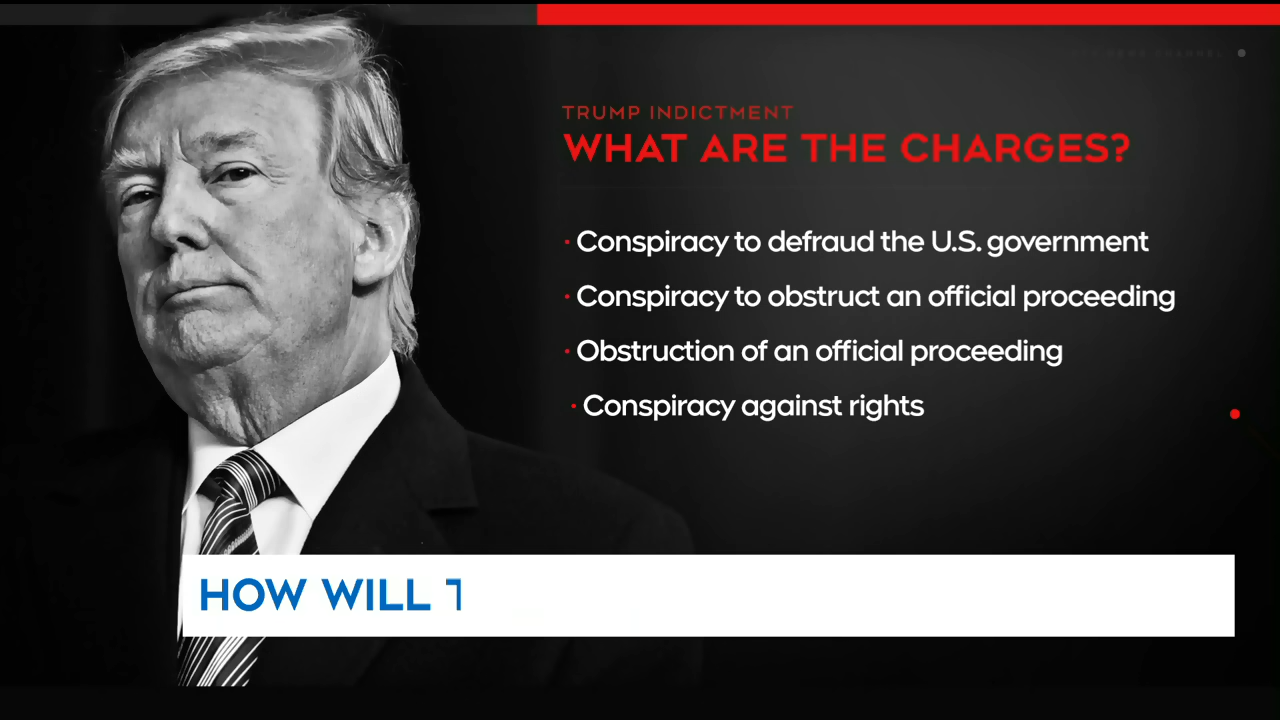 TRUMP INDICTMENT
WHAT ARE THE CHARGES?
· Conspiracy to defraud the U.S. government
· Conspiracy to obstruct an official proceeding
· Obstruction of an official proceeding
· Conspiracy against rights
HOW WILL